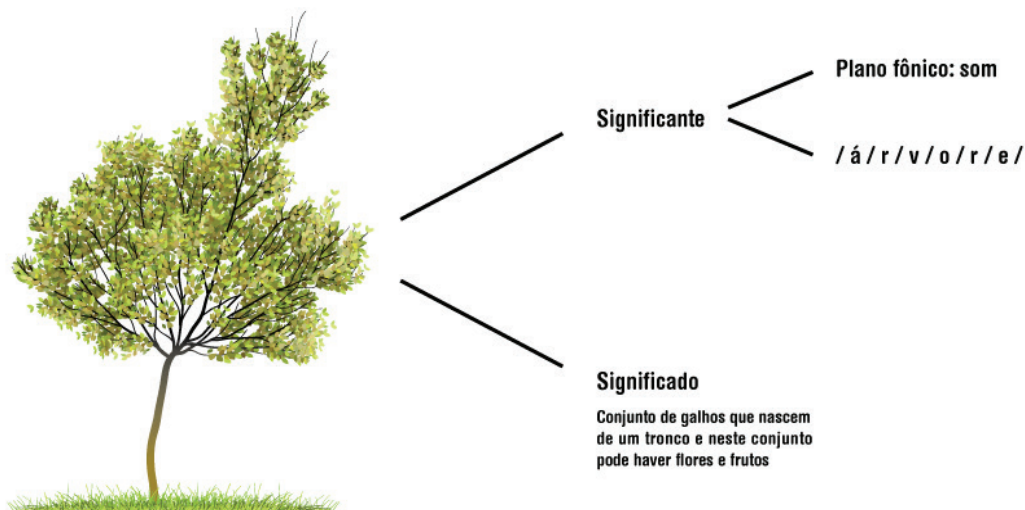 Plano fônico: som
Significante
/ á / r / v / o / r / e /
Significado
Conjunto de galhos que nascem
de um tronco e neste conjunto
pode haver flores e frutos